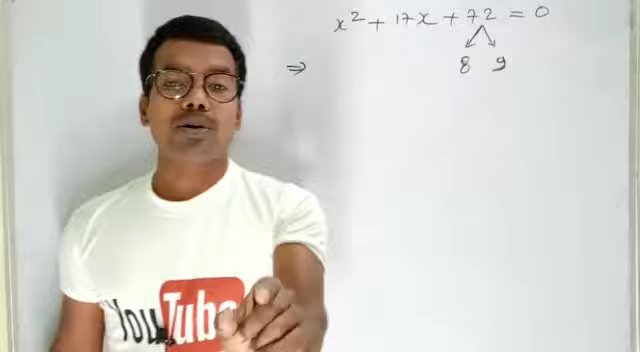 x² + 17x + 72 = 0
⇒ 8 9
YouTube